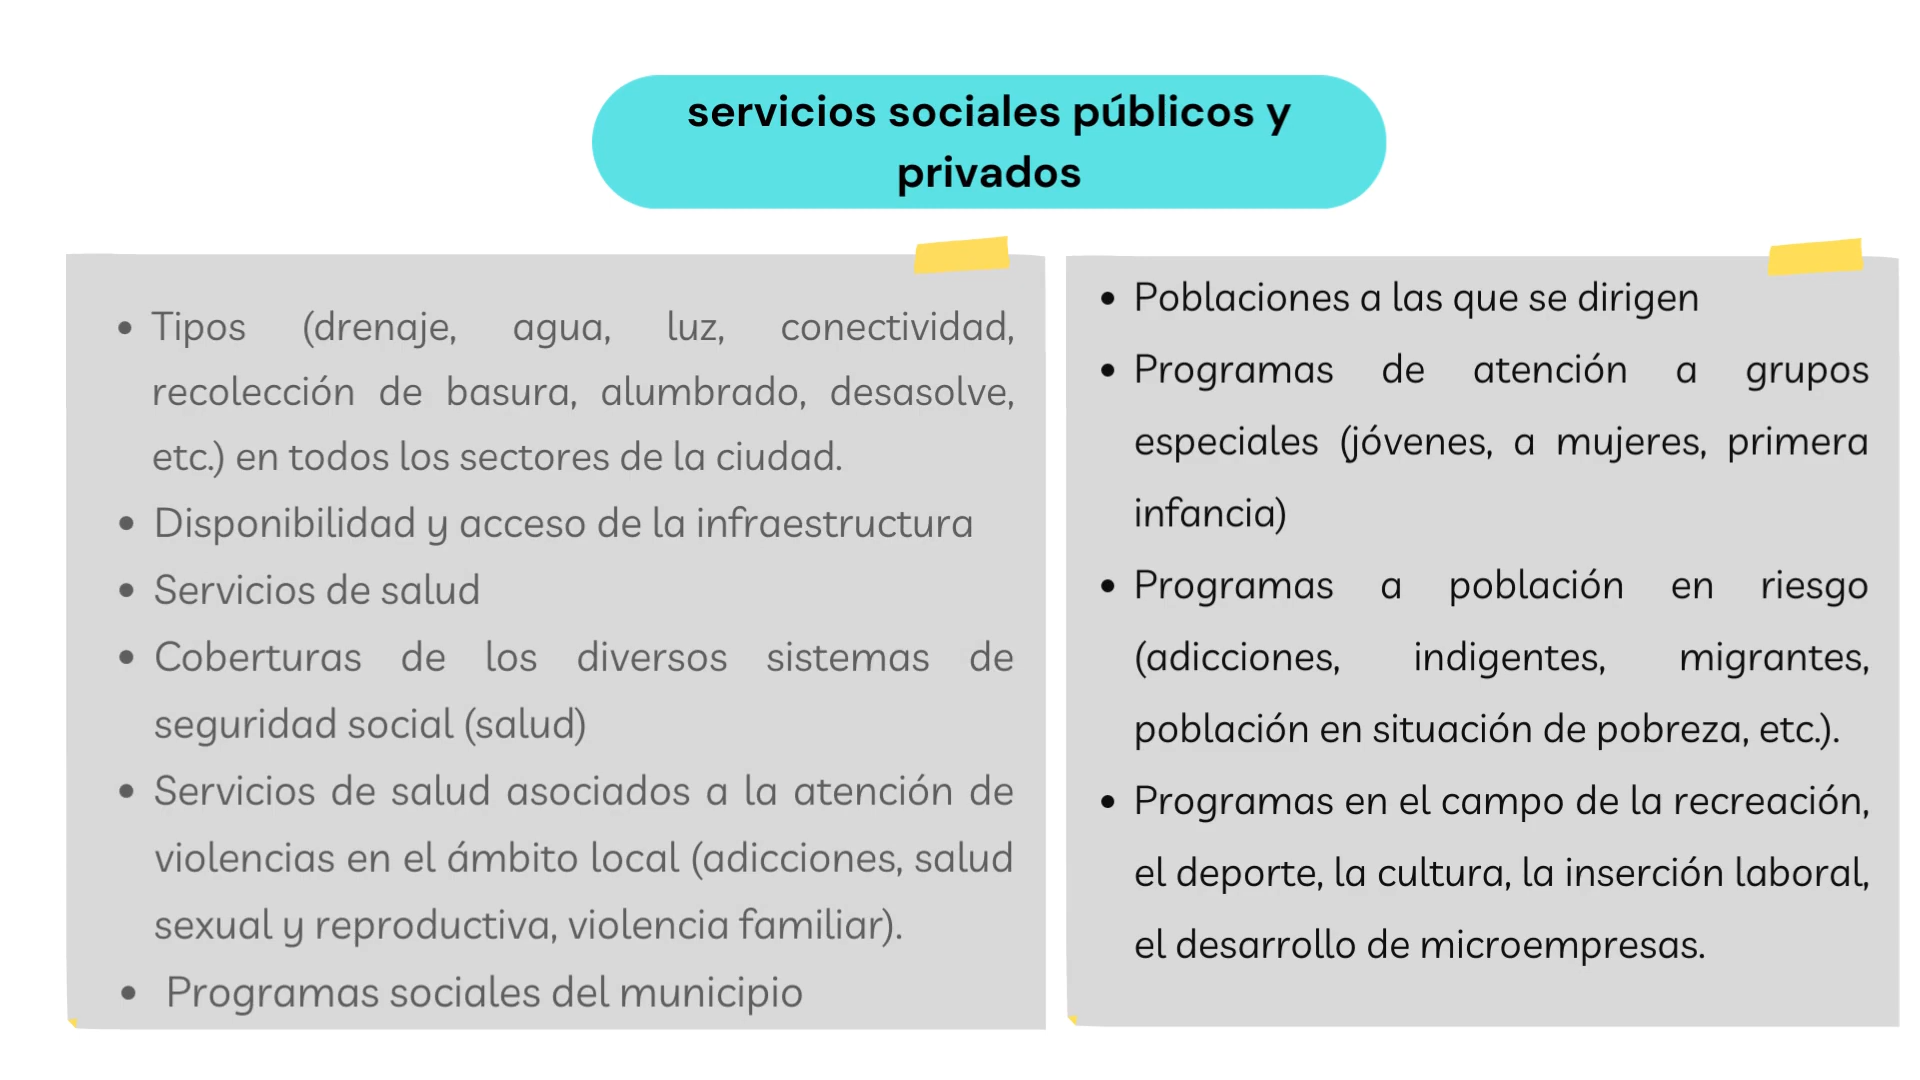 servicios sociales públicos y
privados
• Tipos (drenaje, agua, luz, conectividad,
recolección de basura, alumbrado, desasolve,
etc.) en todos los sectores de la ciudad.
• Disponibilidad y acceso de la infraestructura
• Servicios de salud
• Coberturas de los diversos sistemas de
seguridad social (salud)
• Servicios de salud asociados a la atención de
violencias en el ámbito local (adicciones, salud
sexual y reproductiva, violencia familiar).
• Programas sociales del municipio
• Poblaciones a las que se dirigen
• Programas de atención a grupos
especiales (jóvenes, a mujeres, primera
infancia)
• Programas a población en riesgo
(adicciones, indigentes, migrantes,
población en situación de pobreza, etc.).
• Programas en el campo de la recreación,
el deporte, la cultura, la inserción laboral,
el desarrollo de microempresas.